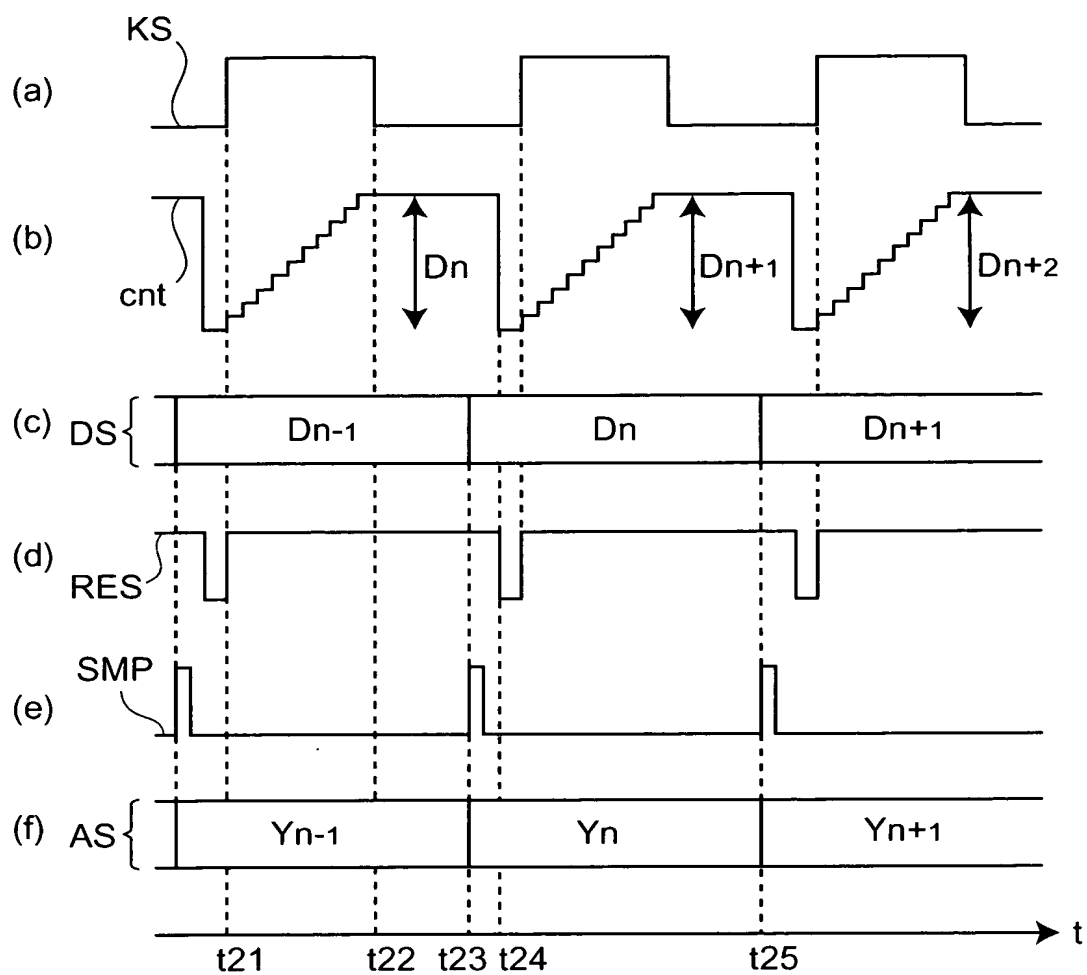 KS
(a)
(b)
cnt
Dn
Dn+1
Dn+2
(c)
DS
Dn-1
Dn
Dn+1
(d)
RES
SMP
(e)
(f)
AS
Yn-1
Yn
Yn+1
t
t21
t22
t23
t24
t25